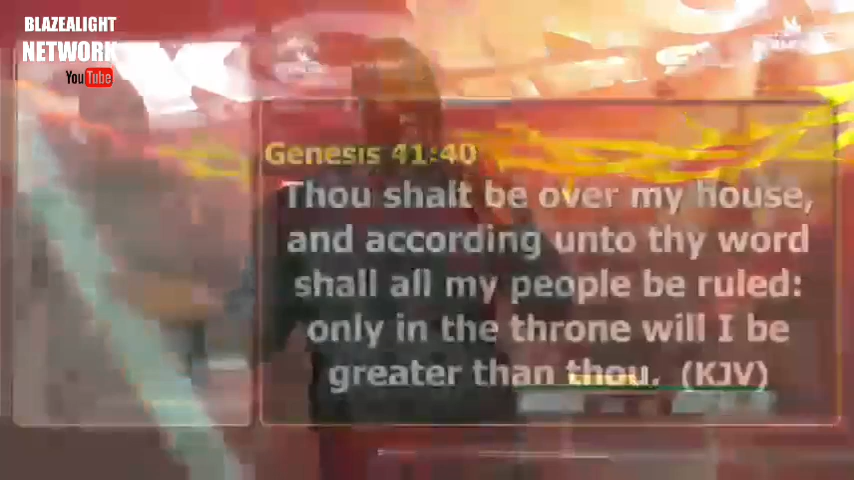 BLAZEALIGHT
NETWORK
YouTube
Genesis 41:40
Thou shalt be over my house,
and according unto thy word
shall all my people be ruled:
only in the throne will I be
greater than thou. (KJV)